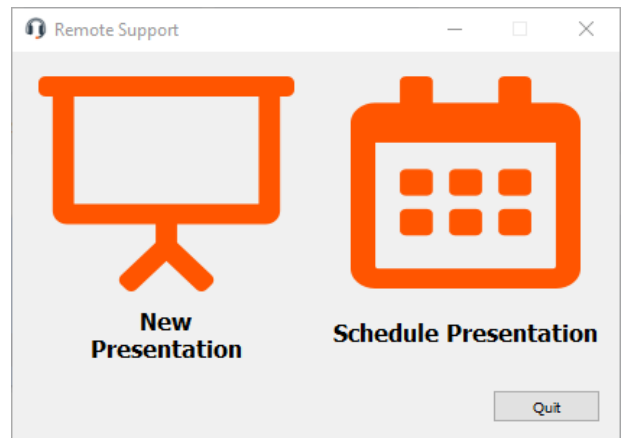 Remote Support
New
Presentation
Schedule Presentation
Quit